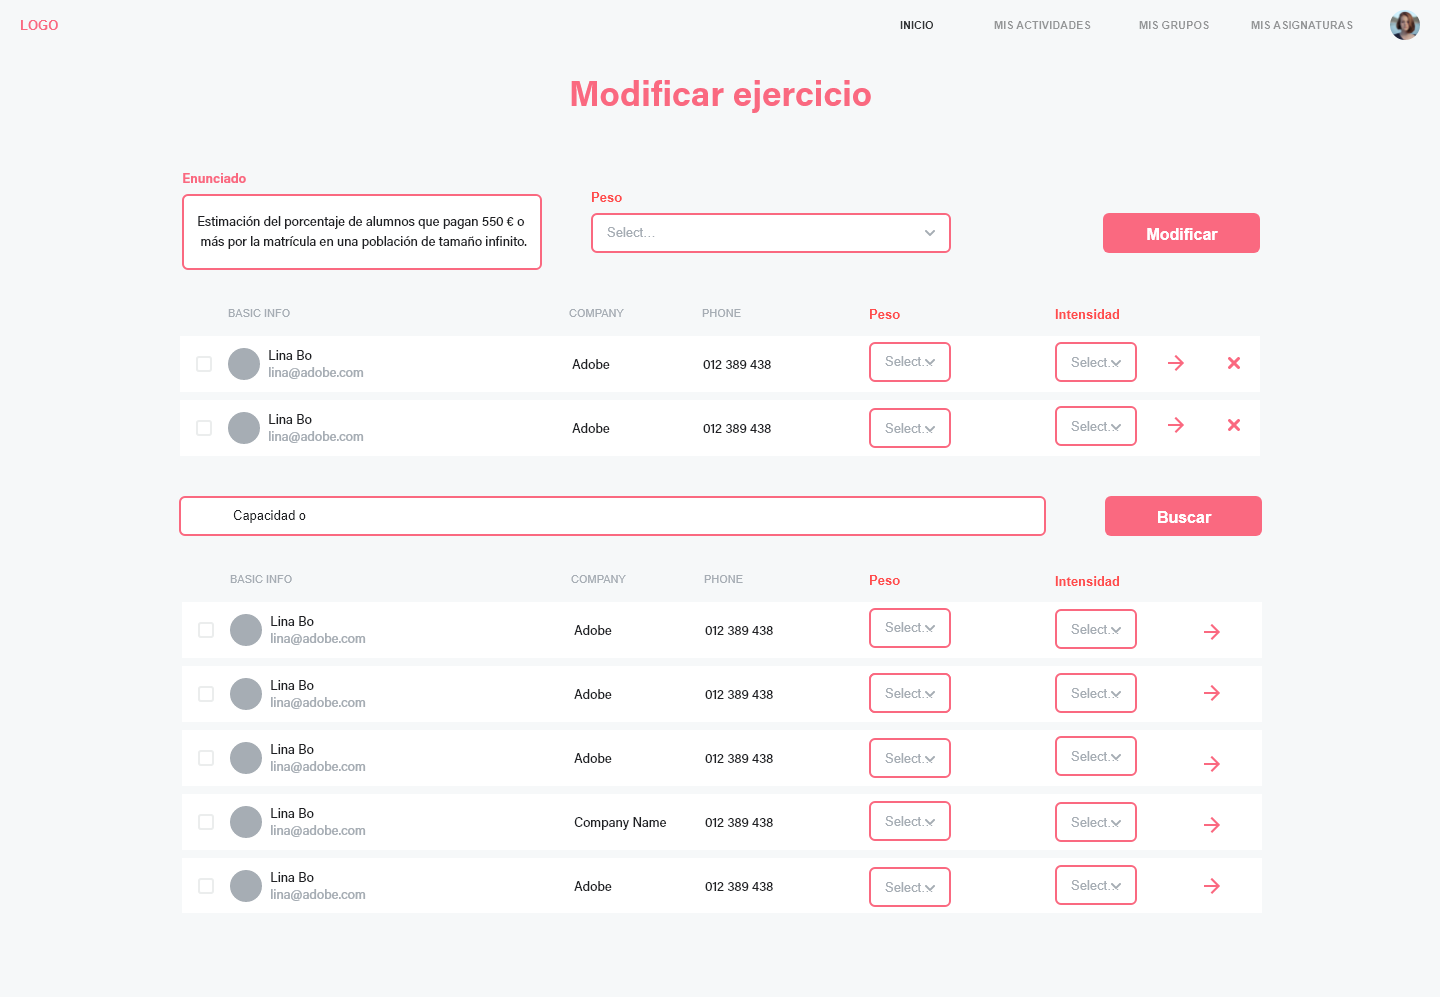 LOGO
INICIO
MIS ACTIVIDADES
MIS GRUPOS
MIS ASIGNATURAS
Modificar ejercicio
Enunciado
Estimación del porcentaje de alumnos que pagan 550 € o
más por la matrícula en una población de tamaño infinito.
Peso
Select...
Modificar
BASIC INFO
COMPANY
PHONE
Peso
Intensidad
Lina Bo
lina@adobe.com
Adobe
012 389 438
Select...
Select...
Lina Bo
lina@adobe.com
Adobe
012 389 438
Select...
Select...
Capacidad o
Buscar
BASIC INFO
COMPANY
PHONE
Peso
Intensidad
Lina Bo
lina@adobe.com
Adobe
012 389 438
Select...
Select...
Lina Bo
lina@adobe.com
Adobe
012 389 438
Select...
Select...
Lina Bo
lina@adobe.com
Adobe
012 389 438
Select...
Select...
Lina Bo
lina@adobe.com
Company Name
012 389 438
Select...
Select...
Lina Bo
lina@adobe.com
Adobe
012 389 438
Select...
Select...